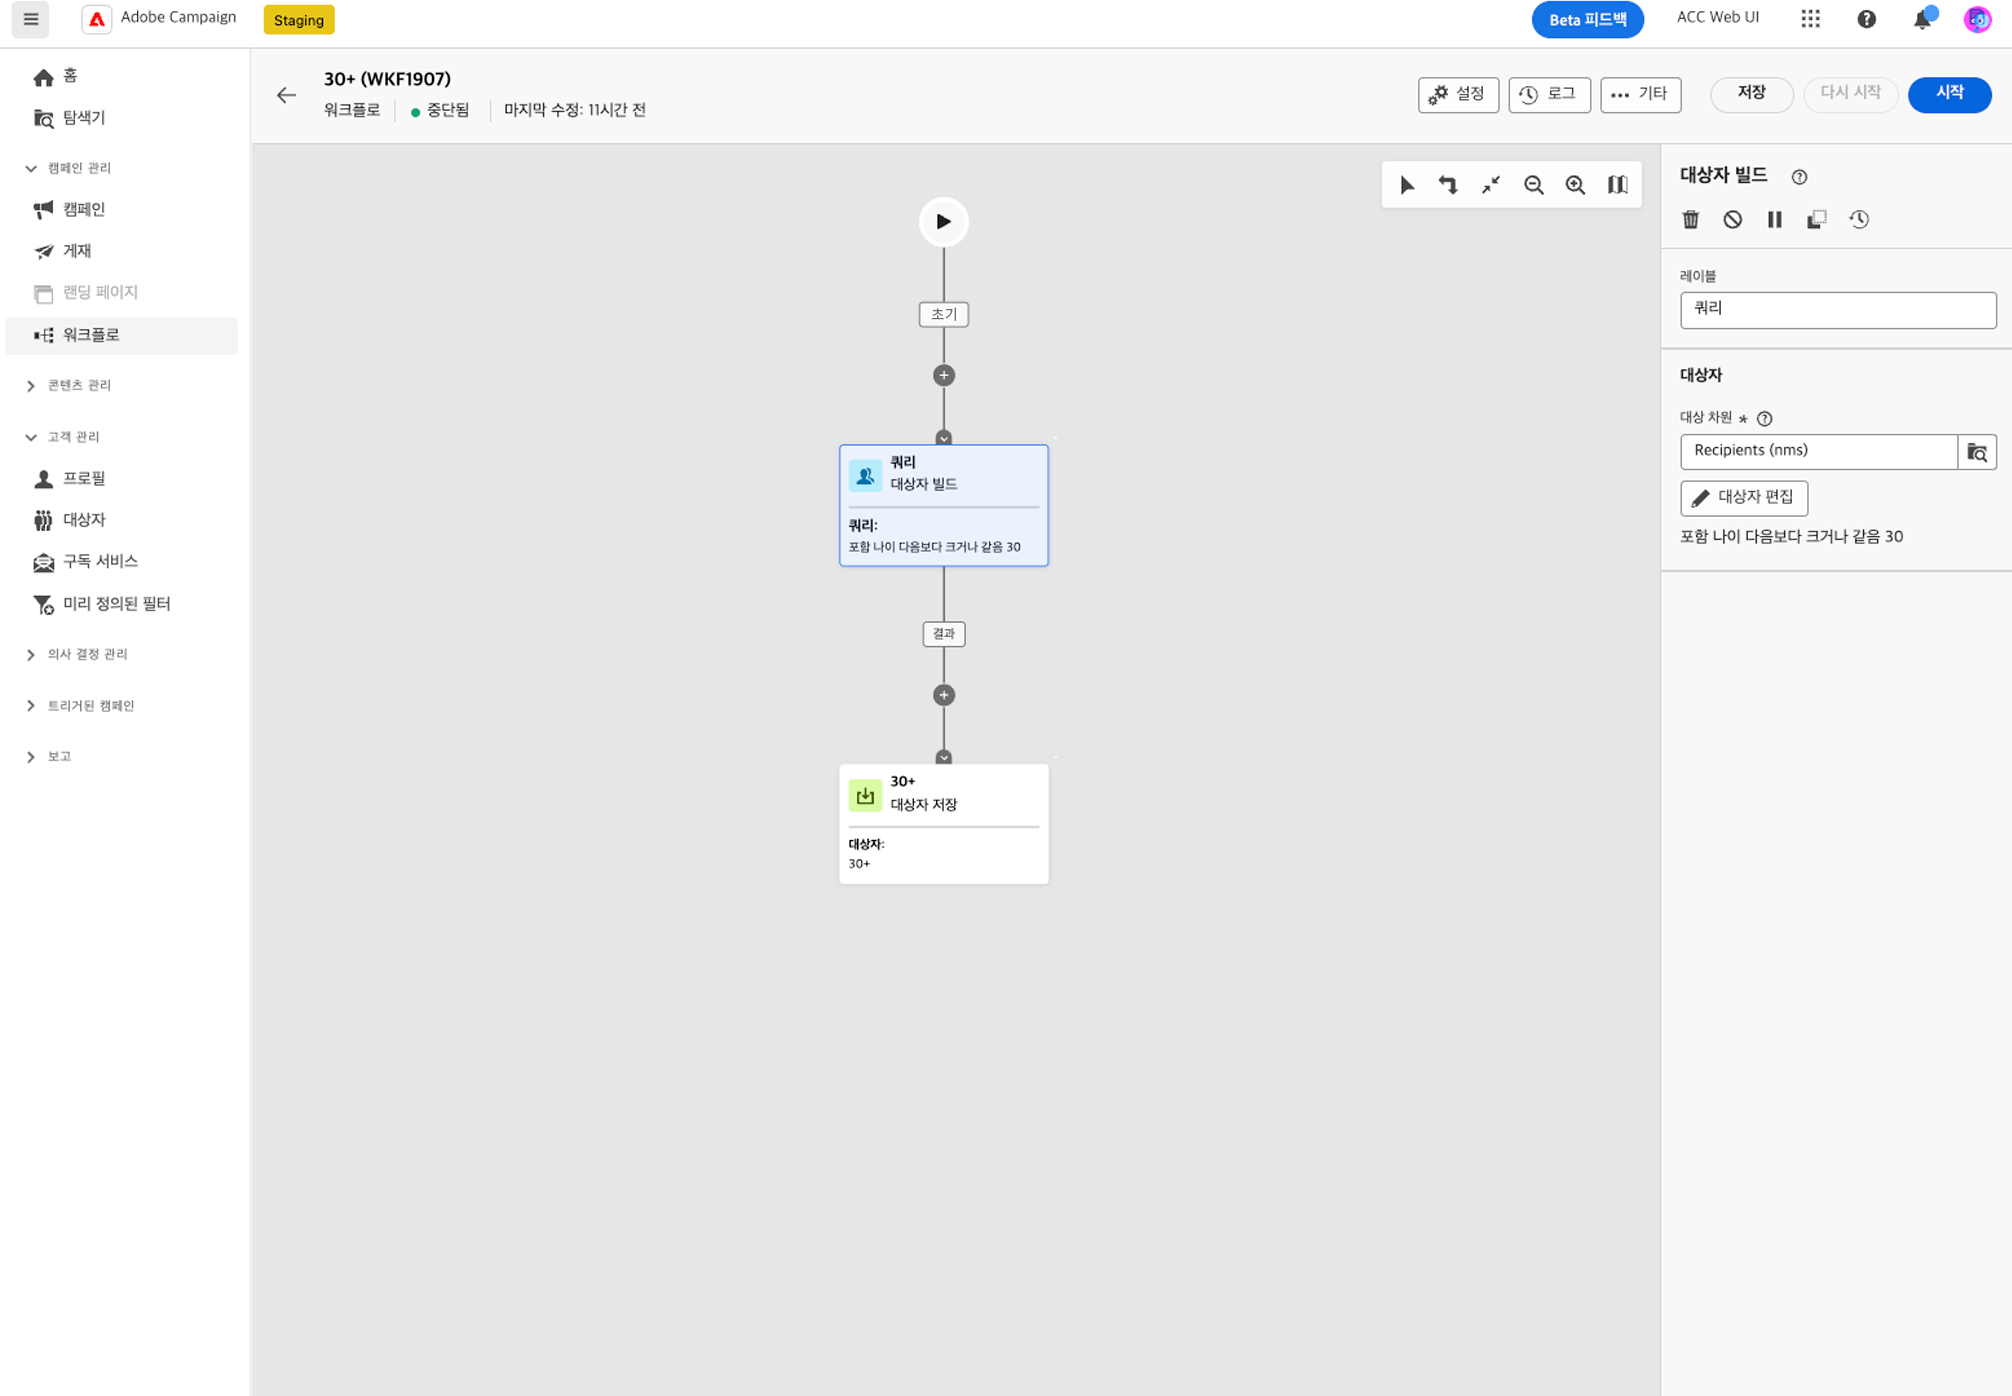 Adobe Campaign
Staging
Beta 피드백
ACC Web UI
홈
탐색기
캠페인 관리
캠페인
게재
랜딩 페이지
워크플로
콘텐츠 관리
고객 관리
프로필
대상자
구독 서비스
미리 정의된 필터
의사 결정 관리
트리거된 캠페인
보고
30+ (WKF1907)
워크플로
중단됨
마지막 수정: 11시간 전
설정
로그
기타
저장
다시 시작
시작
초기
쿼리
대상자 빌드
쿼리:
포함 나이 다음보다 크거나 같음 30
결과
30+
대상자 저장
대상자:
30+
대상자 빌드
레이블
쿼리
대상자
대상 차원 *
Recipients (nms)
대상자 편집
포함 나이 다음보다 크거나 같음 30